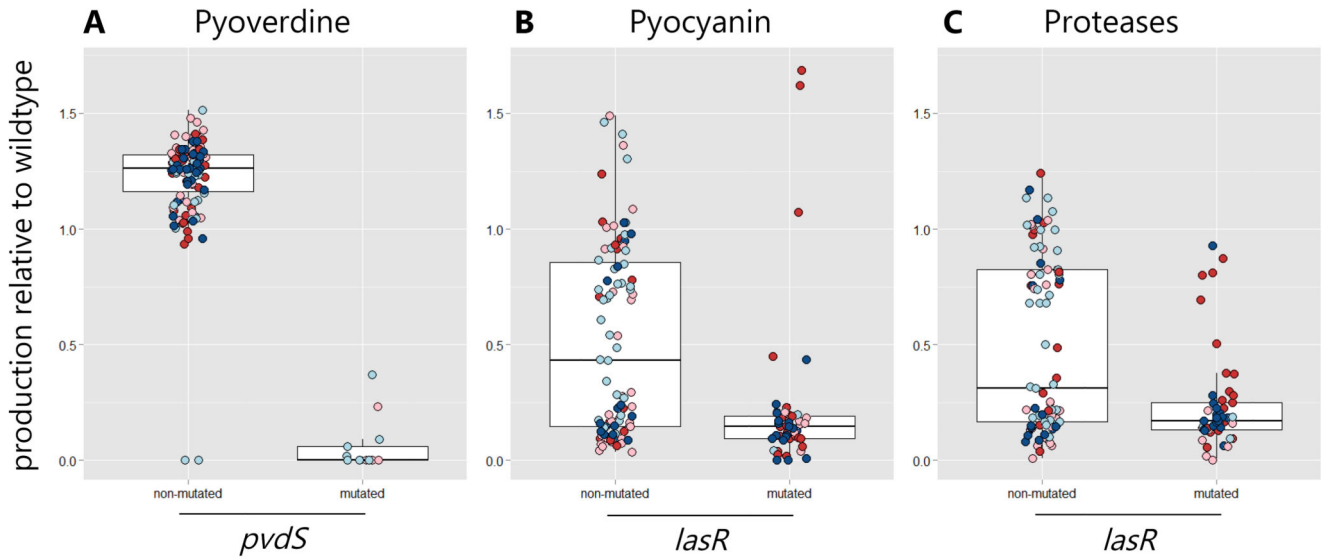 A Pyoverdine
B Pyocyanin
C Proteases
production relative to wildtype
1.5
1.0
0.5
0.0
non-mutated mutated
pvdS
1.5
1.0
0.5
0.0
non-mutated mutated
lasR
1.5
1.0
0.5
0.0
non-mutated mutated
lasR